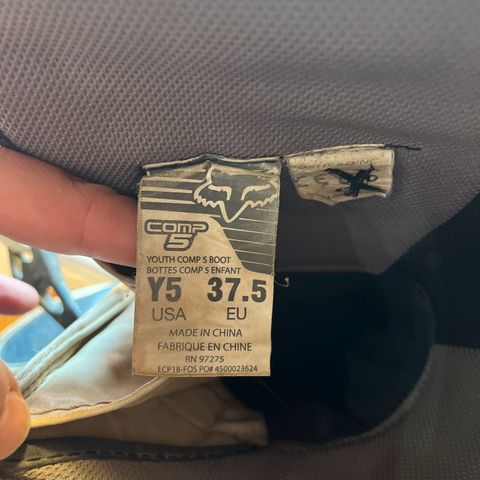 COMP
5
YOUTH COMP 5 BOOT
BOTTES COMP 5 ENFANT
Y5 37.5
USA EU
MADE IN CHINA
FABRIQUE EN CHINE
RN 97275
ECP18-FOS PO# 4500023624